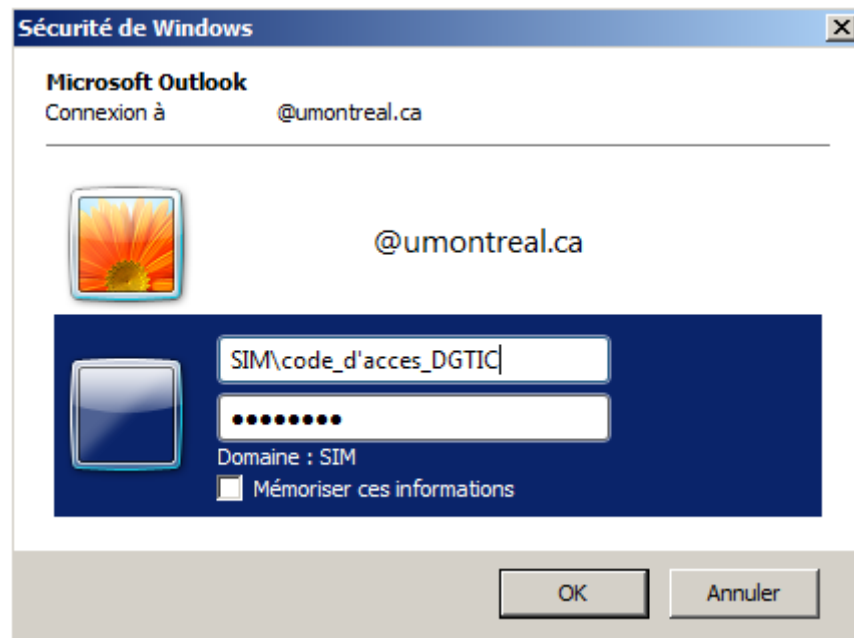 Sécurité de Windows
Microsoft Outlook
Connexion à @umontreal.ca
@umontreal.ca
SIM\code_d'acces_DGTIC
●●●●●●●●
Domaine : SIM
Mémoriser ces informations
OK Annuler